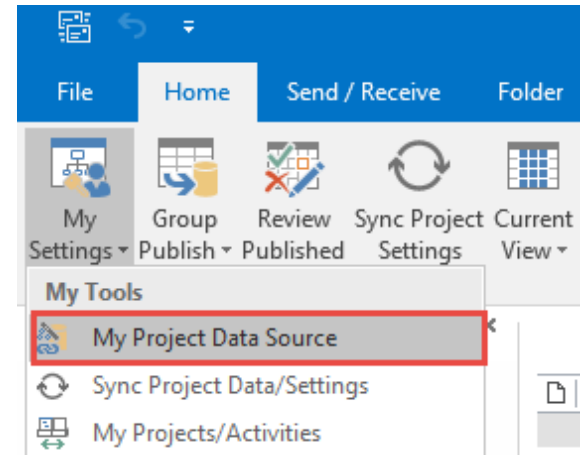 File Home Send / Receive Folder
My Group Review Sync Project Current
Settings Publish Published Settings View
My Tools
My Project Data Source
Sync Project Data/Settings
My Projects/Activities